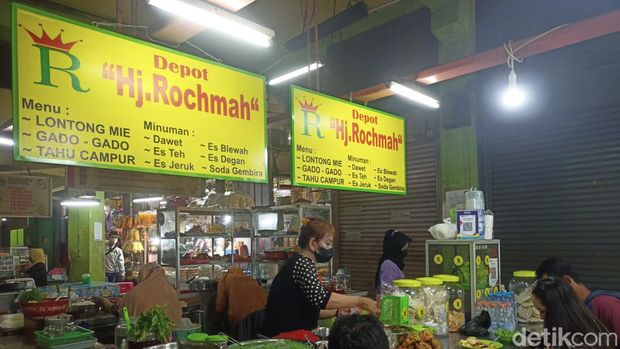 R
Depot
"Hj.Rochmah"
Menu :
~ LONTONG MIE
~ GADO - GADO
~ TAHU CAMPUR
Minuman :
~ Dawet
~ Es Teh
~ Es Jeruk
~ Es Blewah
~ Es Degan
~ Soda Gembira
R
Depot
"Hj.Rochmah"
Menu :
~ LONTONG MIE
~ GADO - GADO
~ TAHU CAMPUR
Minuman :
~ Dawet
~ Es Teh
~ Es Jeruk
~ Es Blewah
~ Es Degan
~ Soda Gembira
detikcom